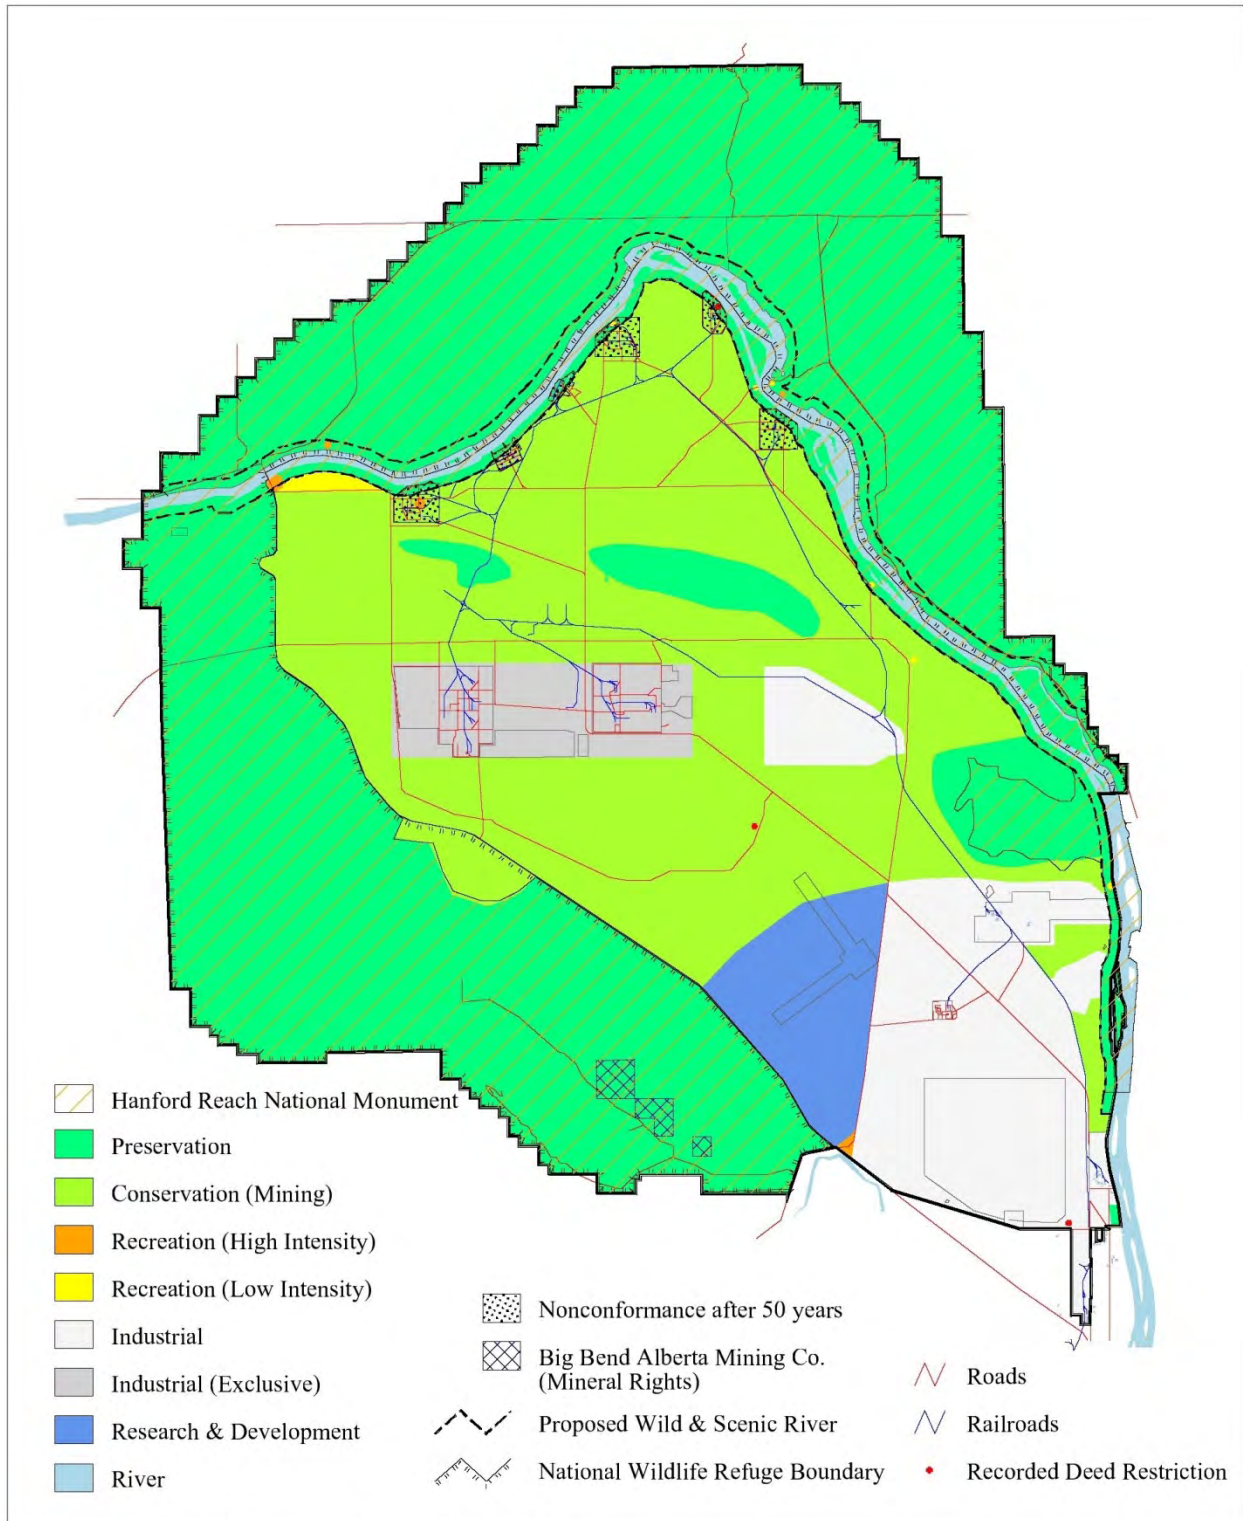 Hanford Reach National Monument
Preservation
Conservation (Mining)
Recreation (High Intensity)
Recreation (Low Intensity)
Industrial
Industrial (Exclusive)
Research & Development
River
Nonconformance after 50 years
Big Bend Alberta Mining Co.
(Mineral Rights)
Proposed Wild & Scenic River
National Wildlife Refuge Boundary
Roads
Railroads
Recorded Deed Restriction